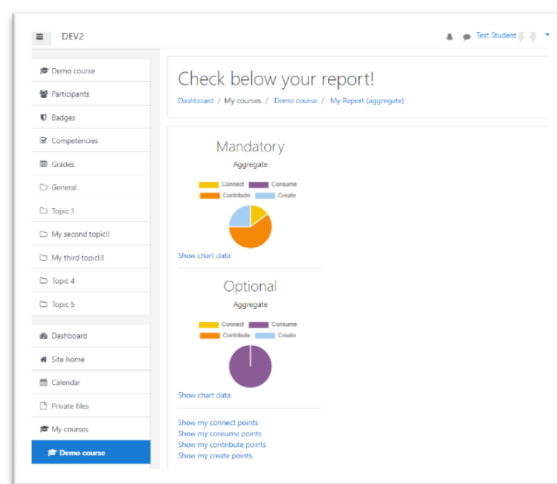 DEV2
Test Student
Demo course
Participants
Badges
Competencies
Grades
General
Topic 1
My second topicII
My third topicIII
Topic 4
Topic 5
Dashboard
Site home
Calendar
Private files
My courses
Demo course
Check below your report!
Dashboard / My courses / Demo course / My Report (aggregate)
Mandatory
Aggregate
Connect Consume
Contribute Create
Show chart data
Optional
Aggregate
Connect Consume
Contribute Create
Show chart data
Show my connect points
Show my consume points
Show my contribute points
Show my create points